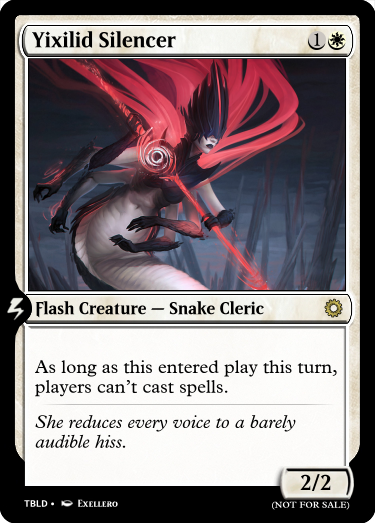 Yixilid Silencer 1
Flash Creature — Snake Cleric
As long as this entered play this turn,
players can't cast spells.
She reduces every voice to a barely
audible hiss.
2/2
TBLD • Exellero
(NOT FOR SALE)